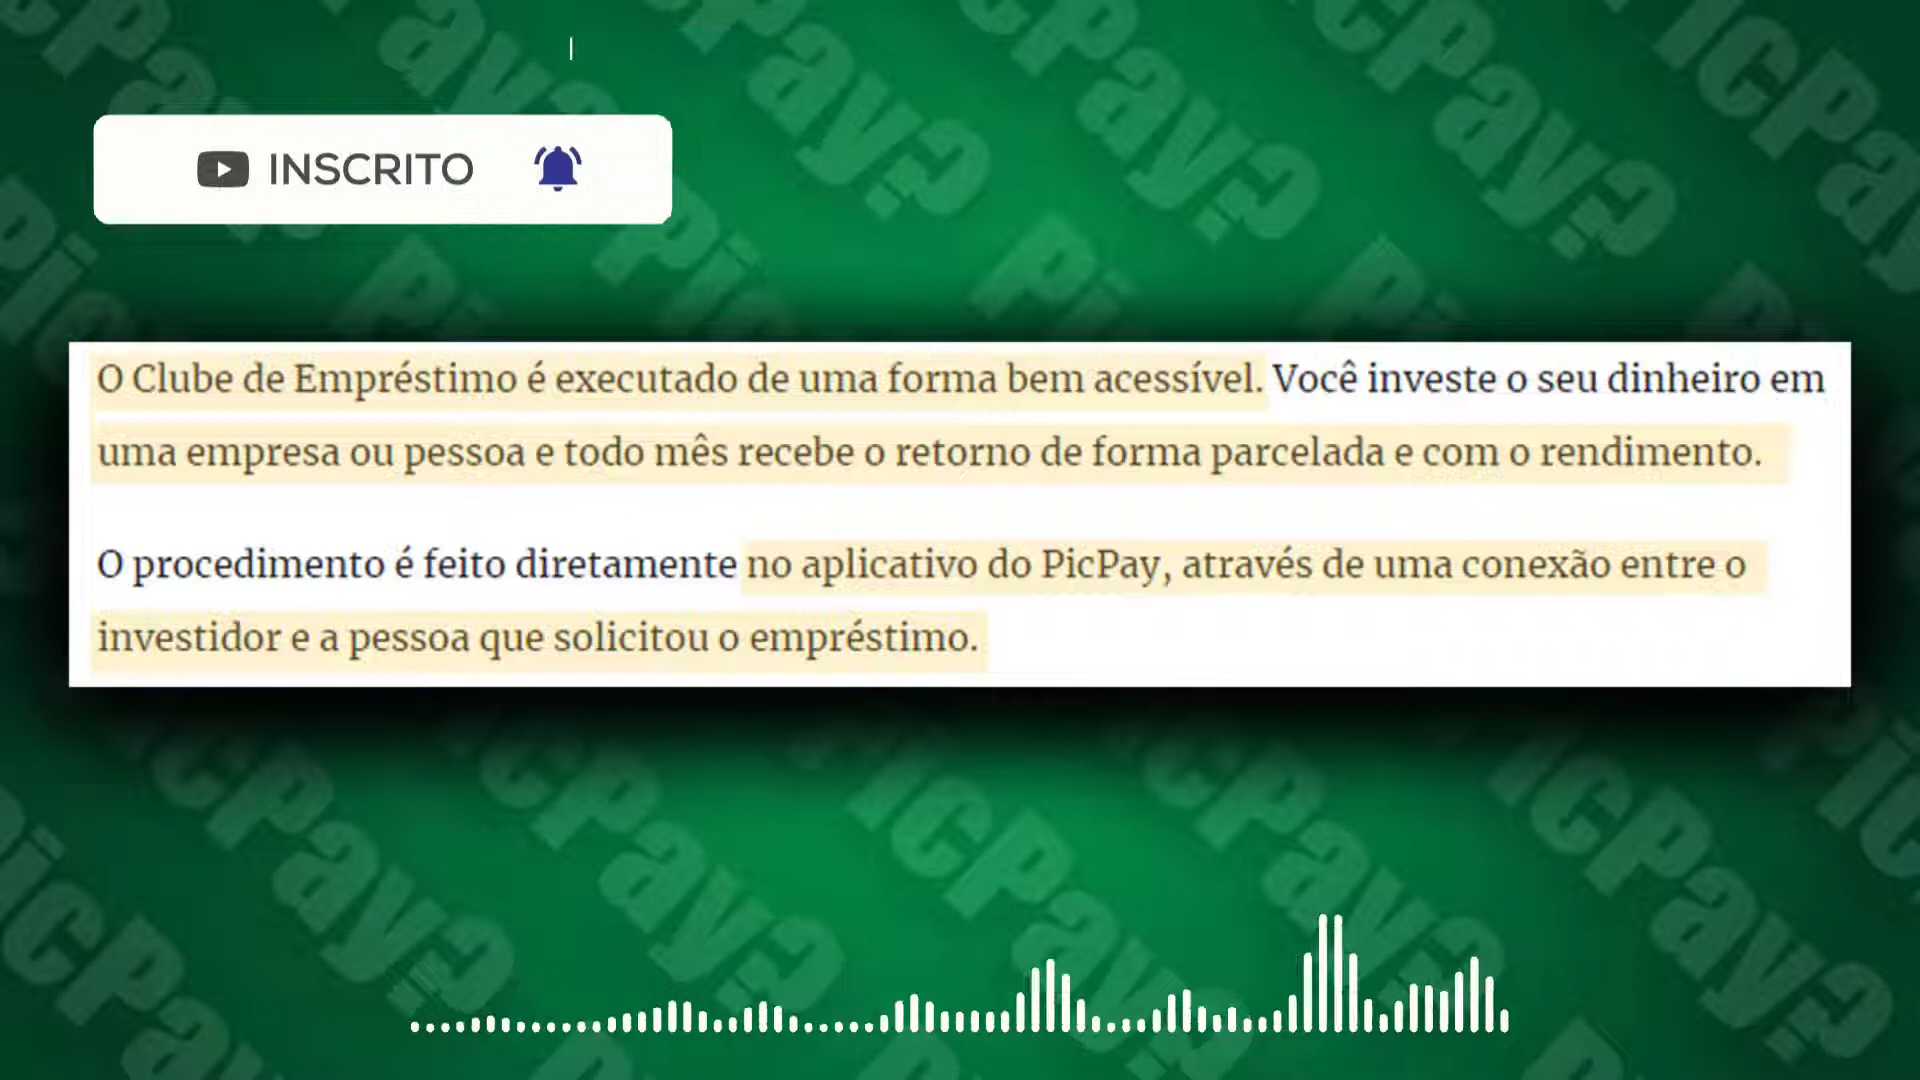 INSCRITO
O Clube de Empréstimo é executado de uma forma bem acessível. Você investe o seu dinheiro em
uma empresa ou pessoa e todo mês recebe o retorno de forma parcelada e com o rendimento.
O procedimento é feito diretamente no aplicativo do PicPay, através de uma conexão entre o
investidor e a pessoa que solicitou o empréstimo.